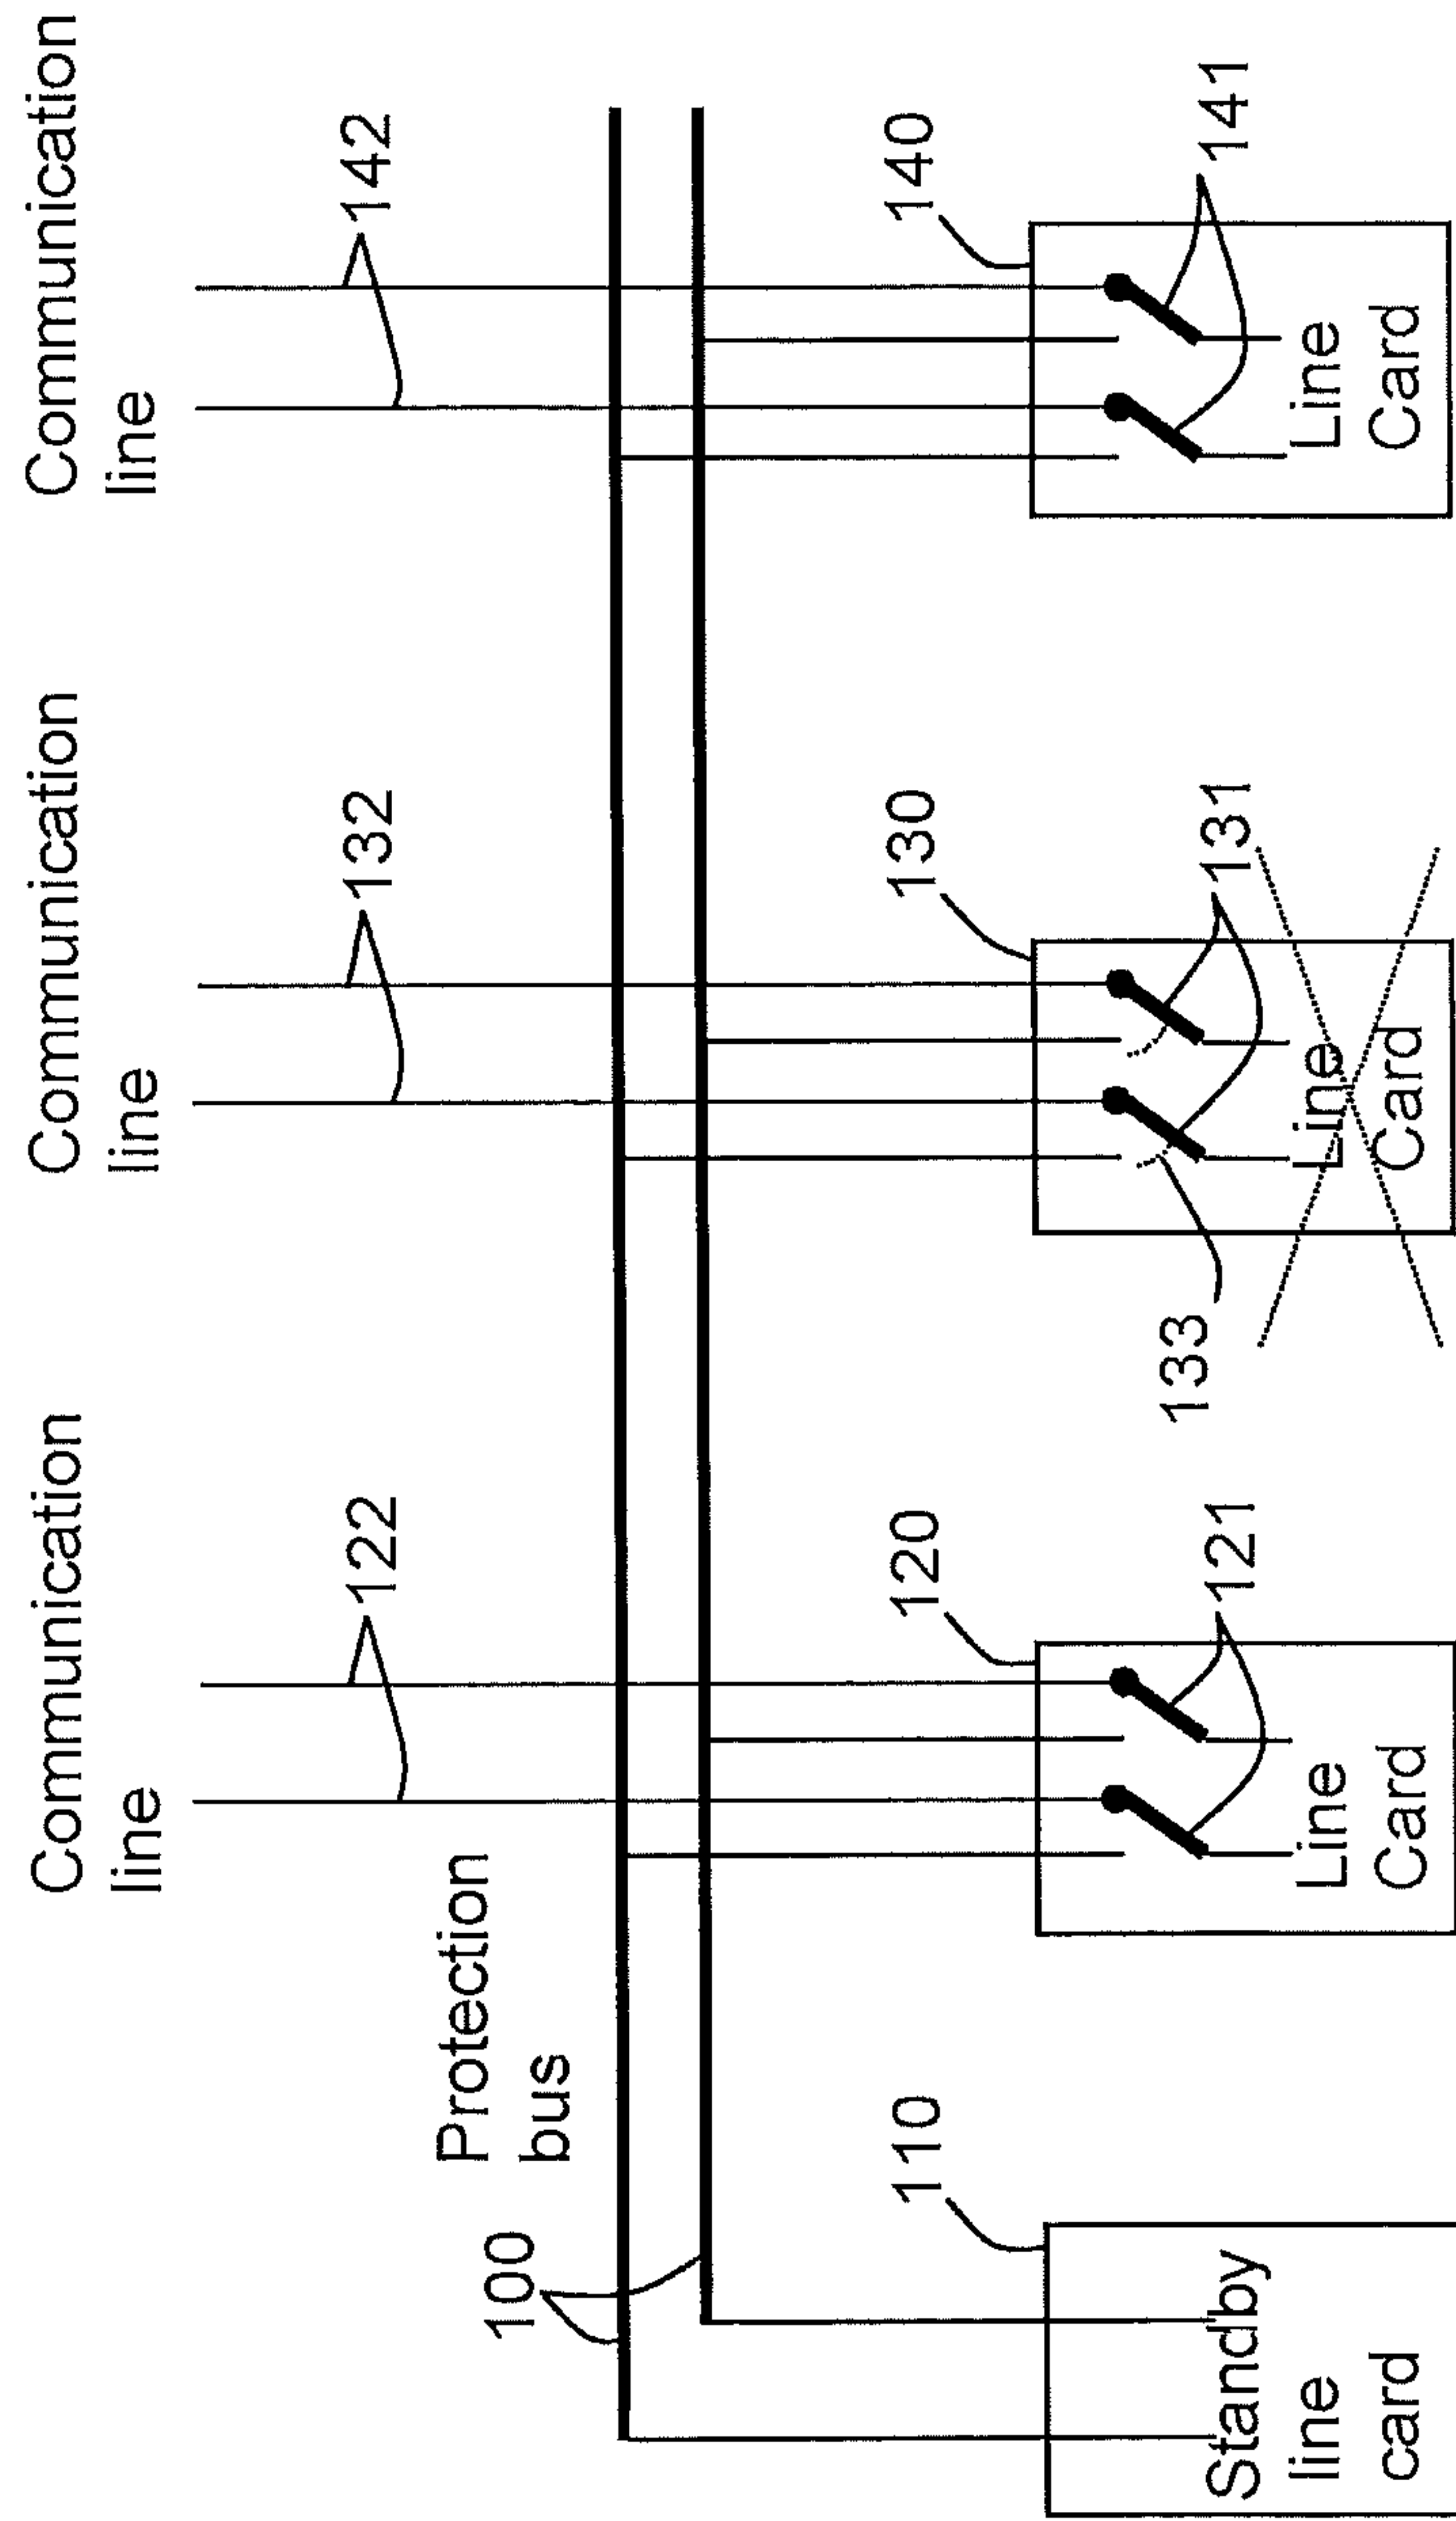 Communication
line
Communication
line
Communication
line
122
132
142
Protection
bus
100
110
120
130
140
Standby
line
card
121
Line
Card
133
131
Line
Card
141
Line
Card